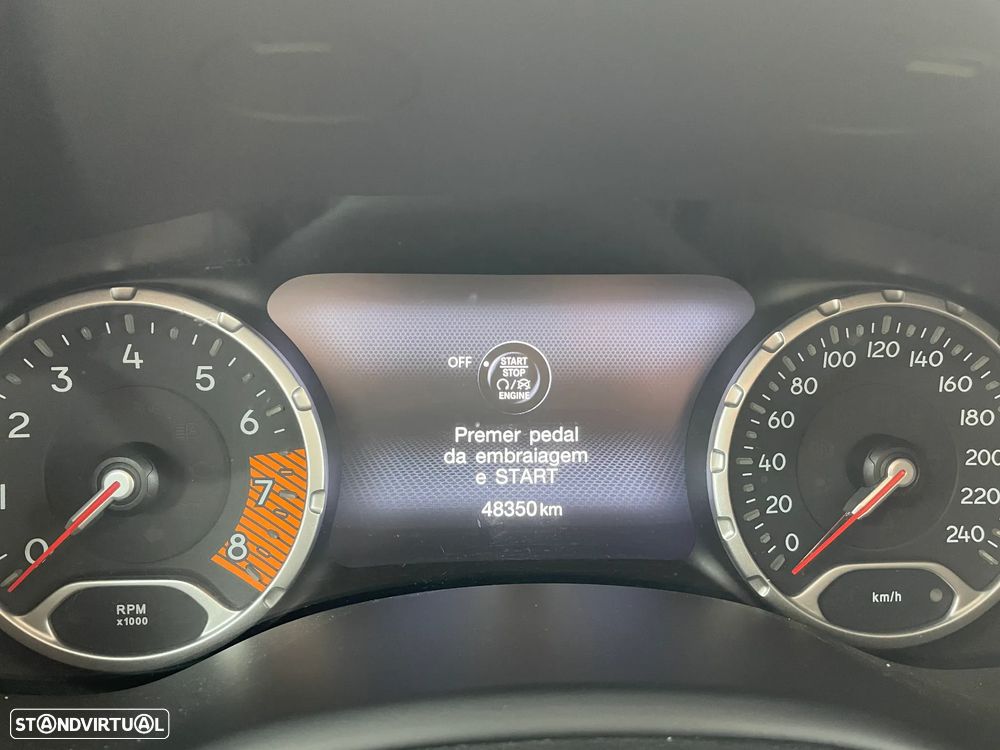 0
1
2
3
4
5
6
7
8
RPM
x1000
OFF
START
STOP
ENGINE
Premer pedal
da embraiagem
e START
48350 km
0
20
40
60
80
100
120
140
160
180
200
220
240
km/h
STANDVIRTUAL